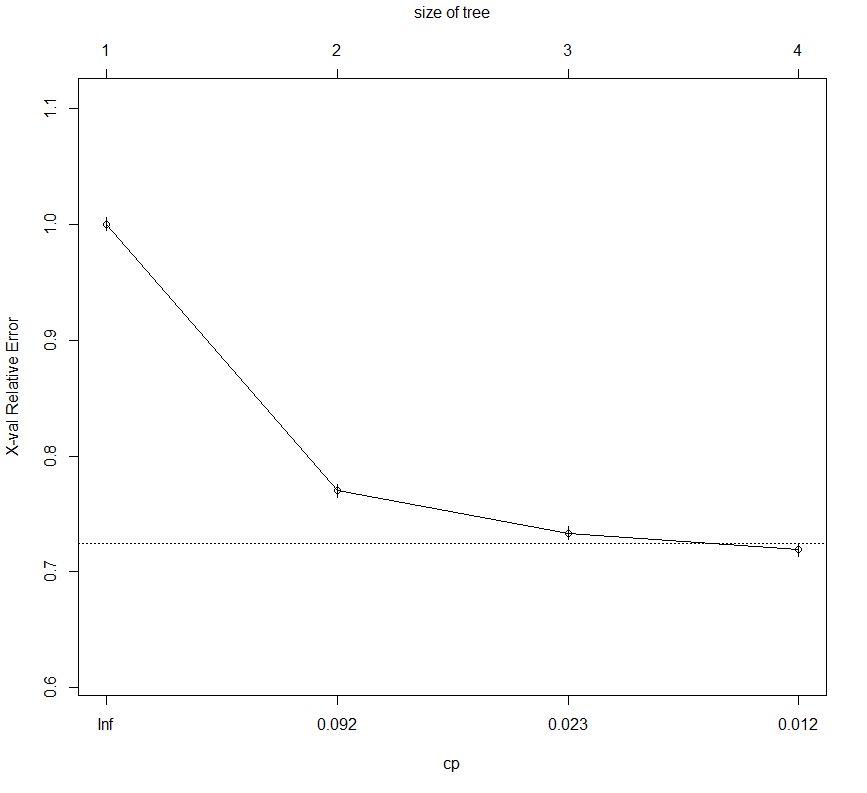 size of tree
1 2 3 4
1.1
1.0
0.9
0.8
0.7
0.6
X-val Relative Error
Inf 0.092 0.023 0.012
cp